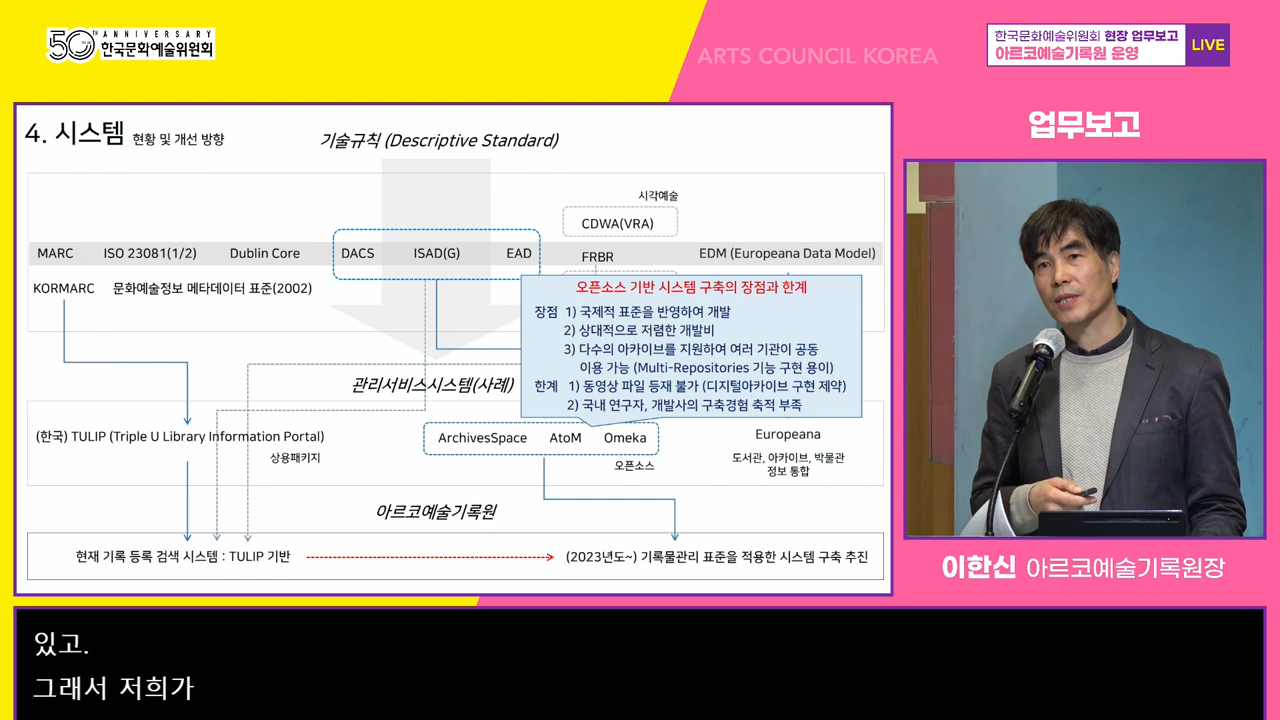 50TH ANNIVERSARY
한국문화예술위원회
ARTS COUNCIL KOREA
한국문화예술위원회 현장 업무보고
아르코예술기록원 운영
LIVE
4. 시스템 현황 및 개선 방향
기술규칙 (Descriptive Standard)
시각예술
CDWA(VRA)
MARC ISO 23081(1/2) Dublin Core DACS ISAD(G) EAD FRBR EDM (Europeana Data Model)
KORMARC 문화예술정보 메타데이터 표준(2002)
오픈소스 기반 시스템 구축의 장점과 한계
장점 1) 국제적 표준을 반영하여 개발
2) 상대적으로 저렴한 개발비
3) 다수의 아카이브를 지원하여 여러 기관이 공동
이용 가능 (Multi-Repositories 기능 구현 용이)
한계 1) 동영상 파일 등재 불가 (디지털아카이브 구현 제약)
2) 국내 연구자, 개발사의 구축경험 축적 부족
관리서비스시스템(사례)
(한국) TULIP (Triple U Library Information Portal)
상용패키지
ArchivesSpace AtoM Omeka
오픈소스
Europeana
도서관, 아카이브, 박물관
정보 통합
아르코예술기록원
현재 기록 등록 검색 시스템 : TULIP 기반
(2023년도~) 기록물관리 표준을 적용한 시스템 구축 추진
업무보고
이한신 아르코예술기록원장
있고.
그래서 저희가